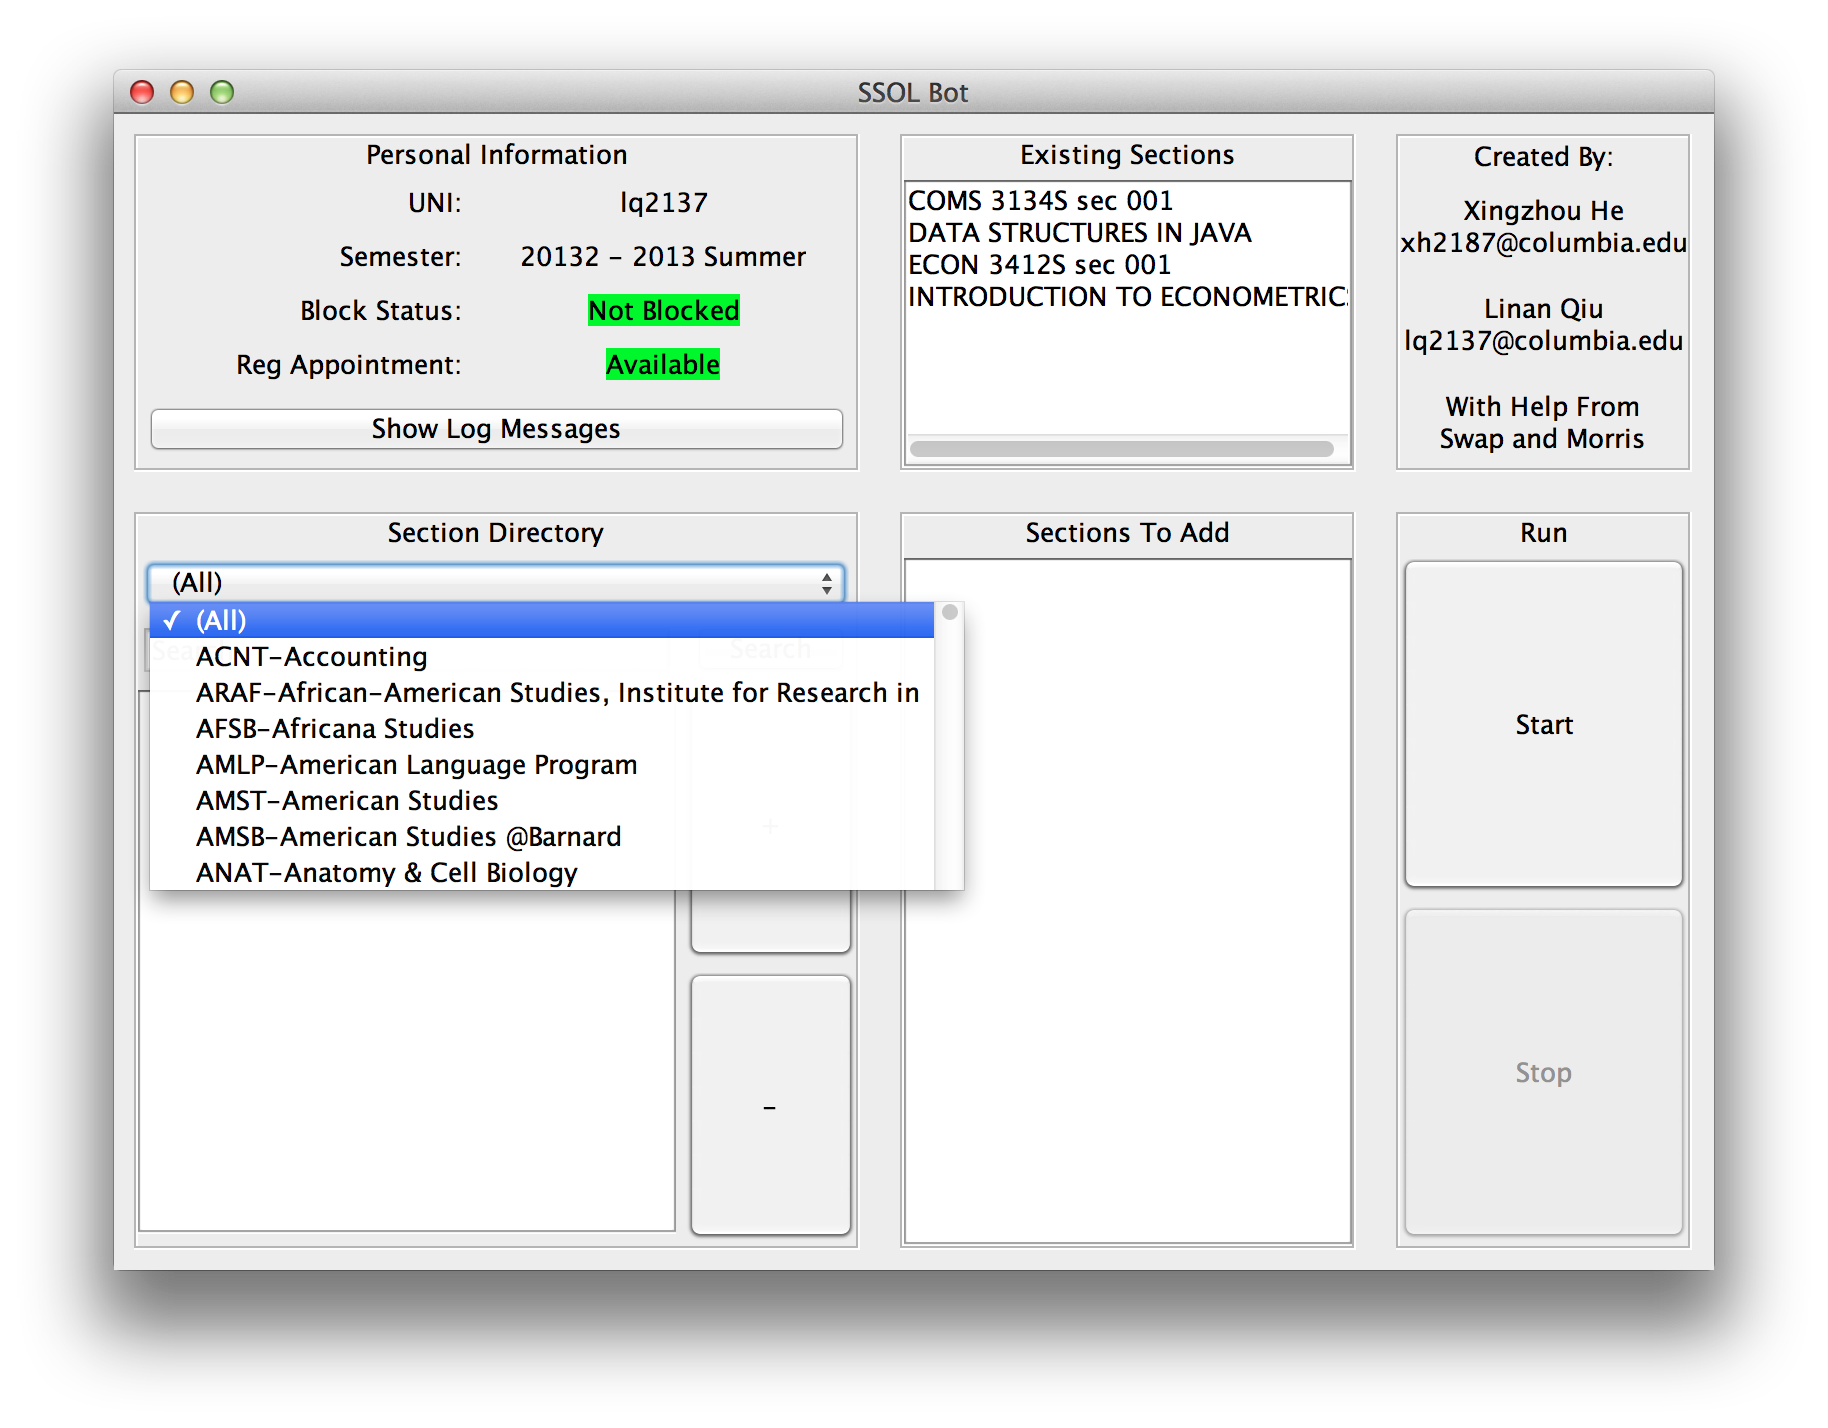 SSOL Bot
Personal Information
UNI: lq2137
Semester: 20132 - 2013 Summer
Block Status: Not Blocked
Reg Appointment: Available
Show Log Messages
Existing Sections
COMS 3134S sec 001
DATA STRUCTURES IN JAVA
ECON 3412S sec 001
INTRODUCTION TO ECONOMETRICS
Created By:
Xingzhou He
xh2187@columbia.edu
Linan Qiu
lq2137@columbia.edu
With Help From
Swap and Morris
Section Directory
(All)
✓ (All)
ACNT-Accounting
ARAF-African-American Studies, Institute for Research in
AFSB-Africana Studies
AMLP-American Language Program
AMST-American Studies
AMSB-American Studies @Barnard
ANAT-Anatomy & Cell Biology
Search
+
-
Sections To Add
Run
Start
Stop